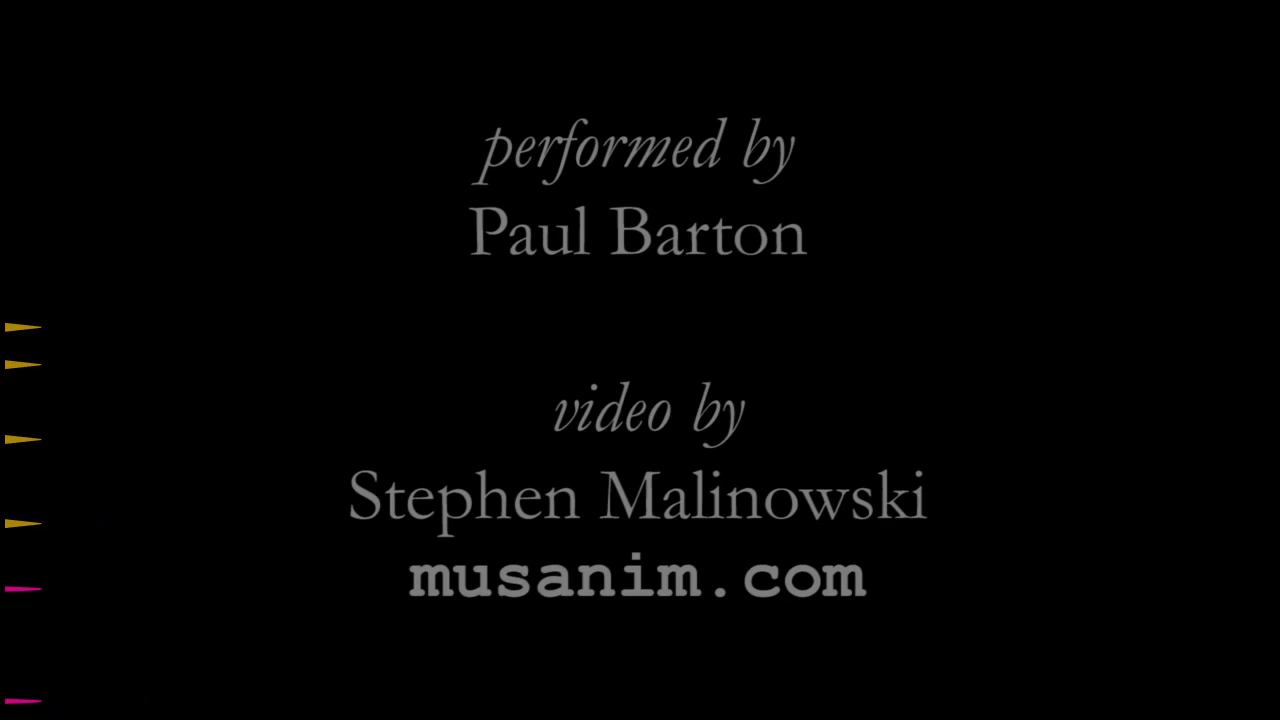 performed by
Paul Barton
video by
Stephen Malinowski
musanim.com